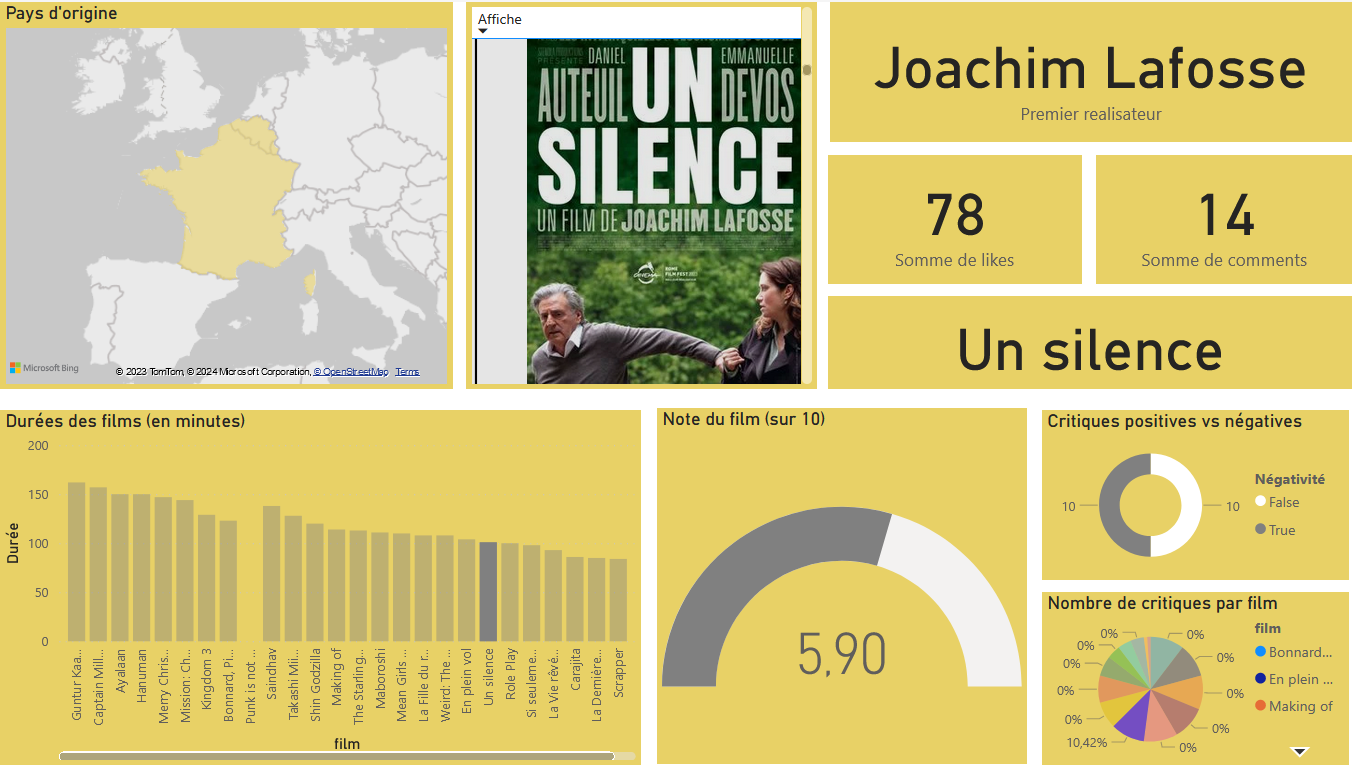 Pays d'origine
Microsoft Bing
© 2023 TomTom, © 2024 Microsoft Corporation, © OpenStreetMap Terms
Affiche
PRÉSENTE
DANIEL
AUTEUIL
EMMANUELLE
DEVOS
UN
SILENCE
UN FILM DE JOACHIM LAFOSSE
ROME
FILM FEST
Joachim Lafosse
Premier realisateur
78
Somme de likes
14
Somme de comments
Un silence
Durées des films (en minutes)
200
150
100
50
0
Durée
Guntur Kaa...
Captain Mill...
Ayalaan
Hanuman
Merry Chris...
Mission: Ch...
Kingdom 3
Bonnard, Pi...
Punk is not ...
Saindhav
Takashi Mii...
Shin Godzilla
Making of
The Starling...
Maboroshi
Mean Girls ...
La Fille du r...
Weird: The ...
En plein vol
Un silence
Role Play
Si seuleme...
La Vie rêvé...
Carajita
La Dernière...
Scrapper
film
Note du film (sur 10)
5,90
Critiques positives vs négatives
10
10
Négativité
False
True
Nombre de critiques par film
0%
0%
0%
0%
0%
0%
0%
0%
0%
0%
10,42%
film
Bonnard...
En plein ...
Making of